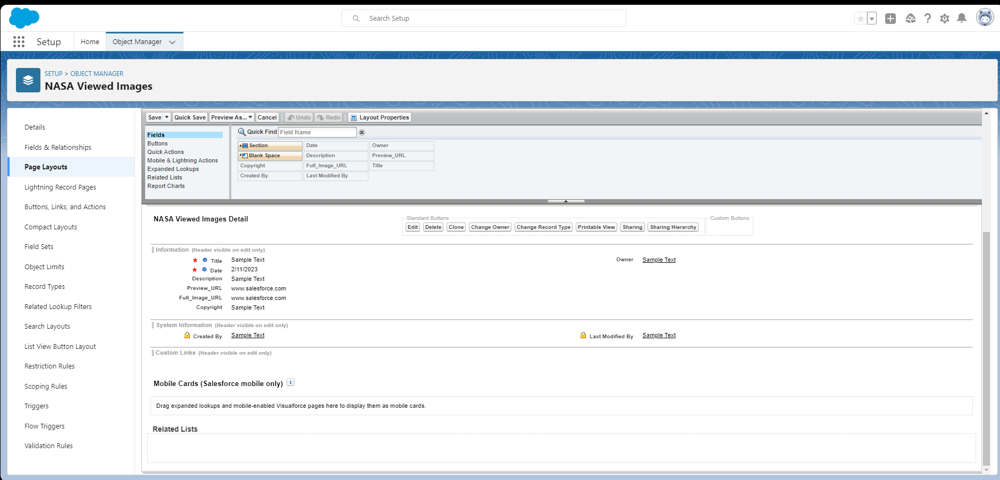 Search Setup
Setup
Home
Object Manager
SETUP > OBJECT MANAGER
NASA Viewed Images
Details
Fields & Relationships
Page Layouts
Lightning Record Pages
Buttons, Links, and Actions
Compact Layouts
Field Sets
Object Limits
Record Types
Related Lookup Filters
Search Layouts
List View Button Layout
Restriction Rules
Scoping Rules
Triggers
Flow Triggers
Validation Rules
Save Quick Save Preview As... Cancel Undo Redo Layout Properties
Fields
Buttons
Quick Actions
Mobile & Lightning Actions
Expanded Lookups
Related Lists
Report Charts
Quick Find Field Name
Section Date Owner
Blank Space Description Preview_URL
Copyright Full_Image_URL Title
Created By Last Modified By
NASA Viewed Images Detail
Standard Buttons
Edit Delete Clone Change Owner Change Record Type Printable View Sharing Sharing Hierarchy
Custom Buttons
Information (Header visible on edit only)
* Title Sample Text Owner Sample Text
* Date 2/11/2023
Description Sample Text
Preview_URL www.salesforce.com
Full_Image_URL www.salesforce.com
Copyright Sample Text
System Information (Header visible on edit only)
Created By Sample Text Last Modified By Sample Text
Custom Links (Header visible on edit only)
Mobile Cards (Salesforce mobile only) i
Drag expanded lookups and mobile-enabled Visualforce pages here to display them as mobile cards.
Related Lists